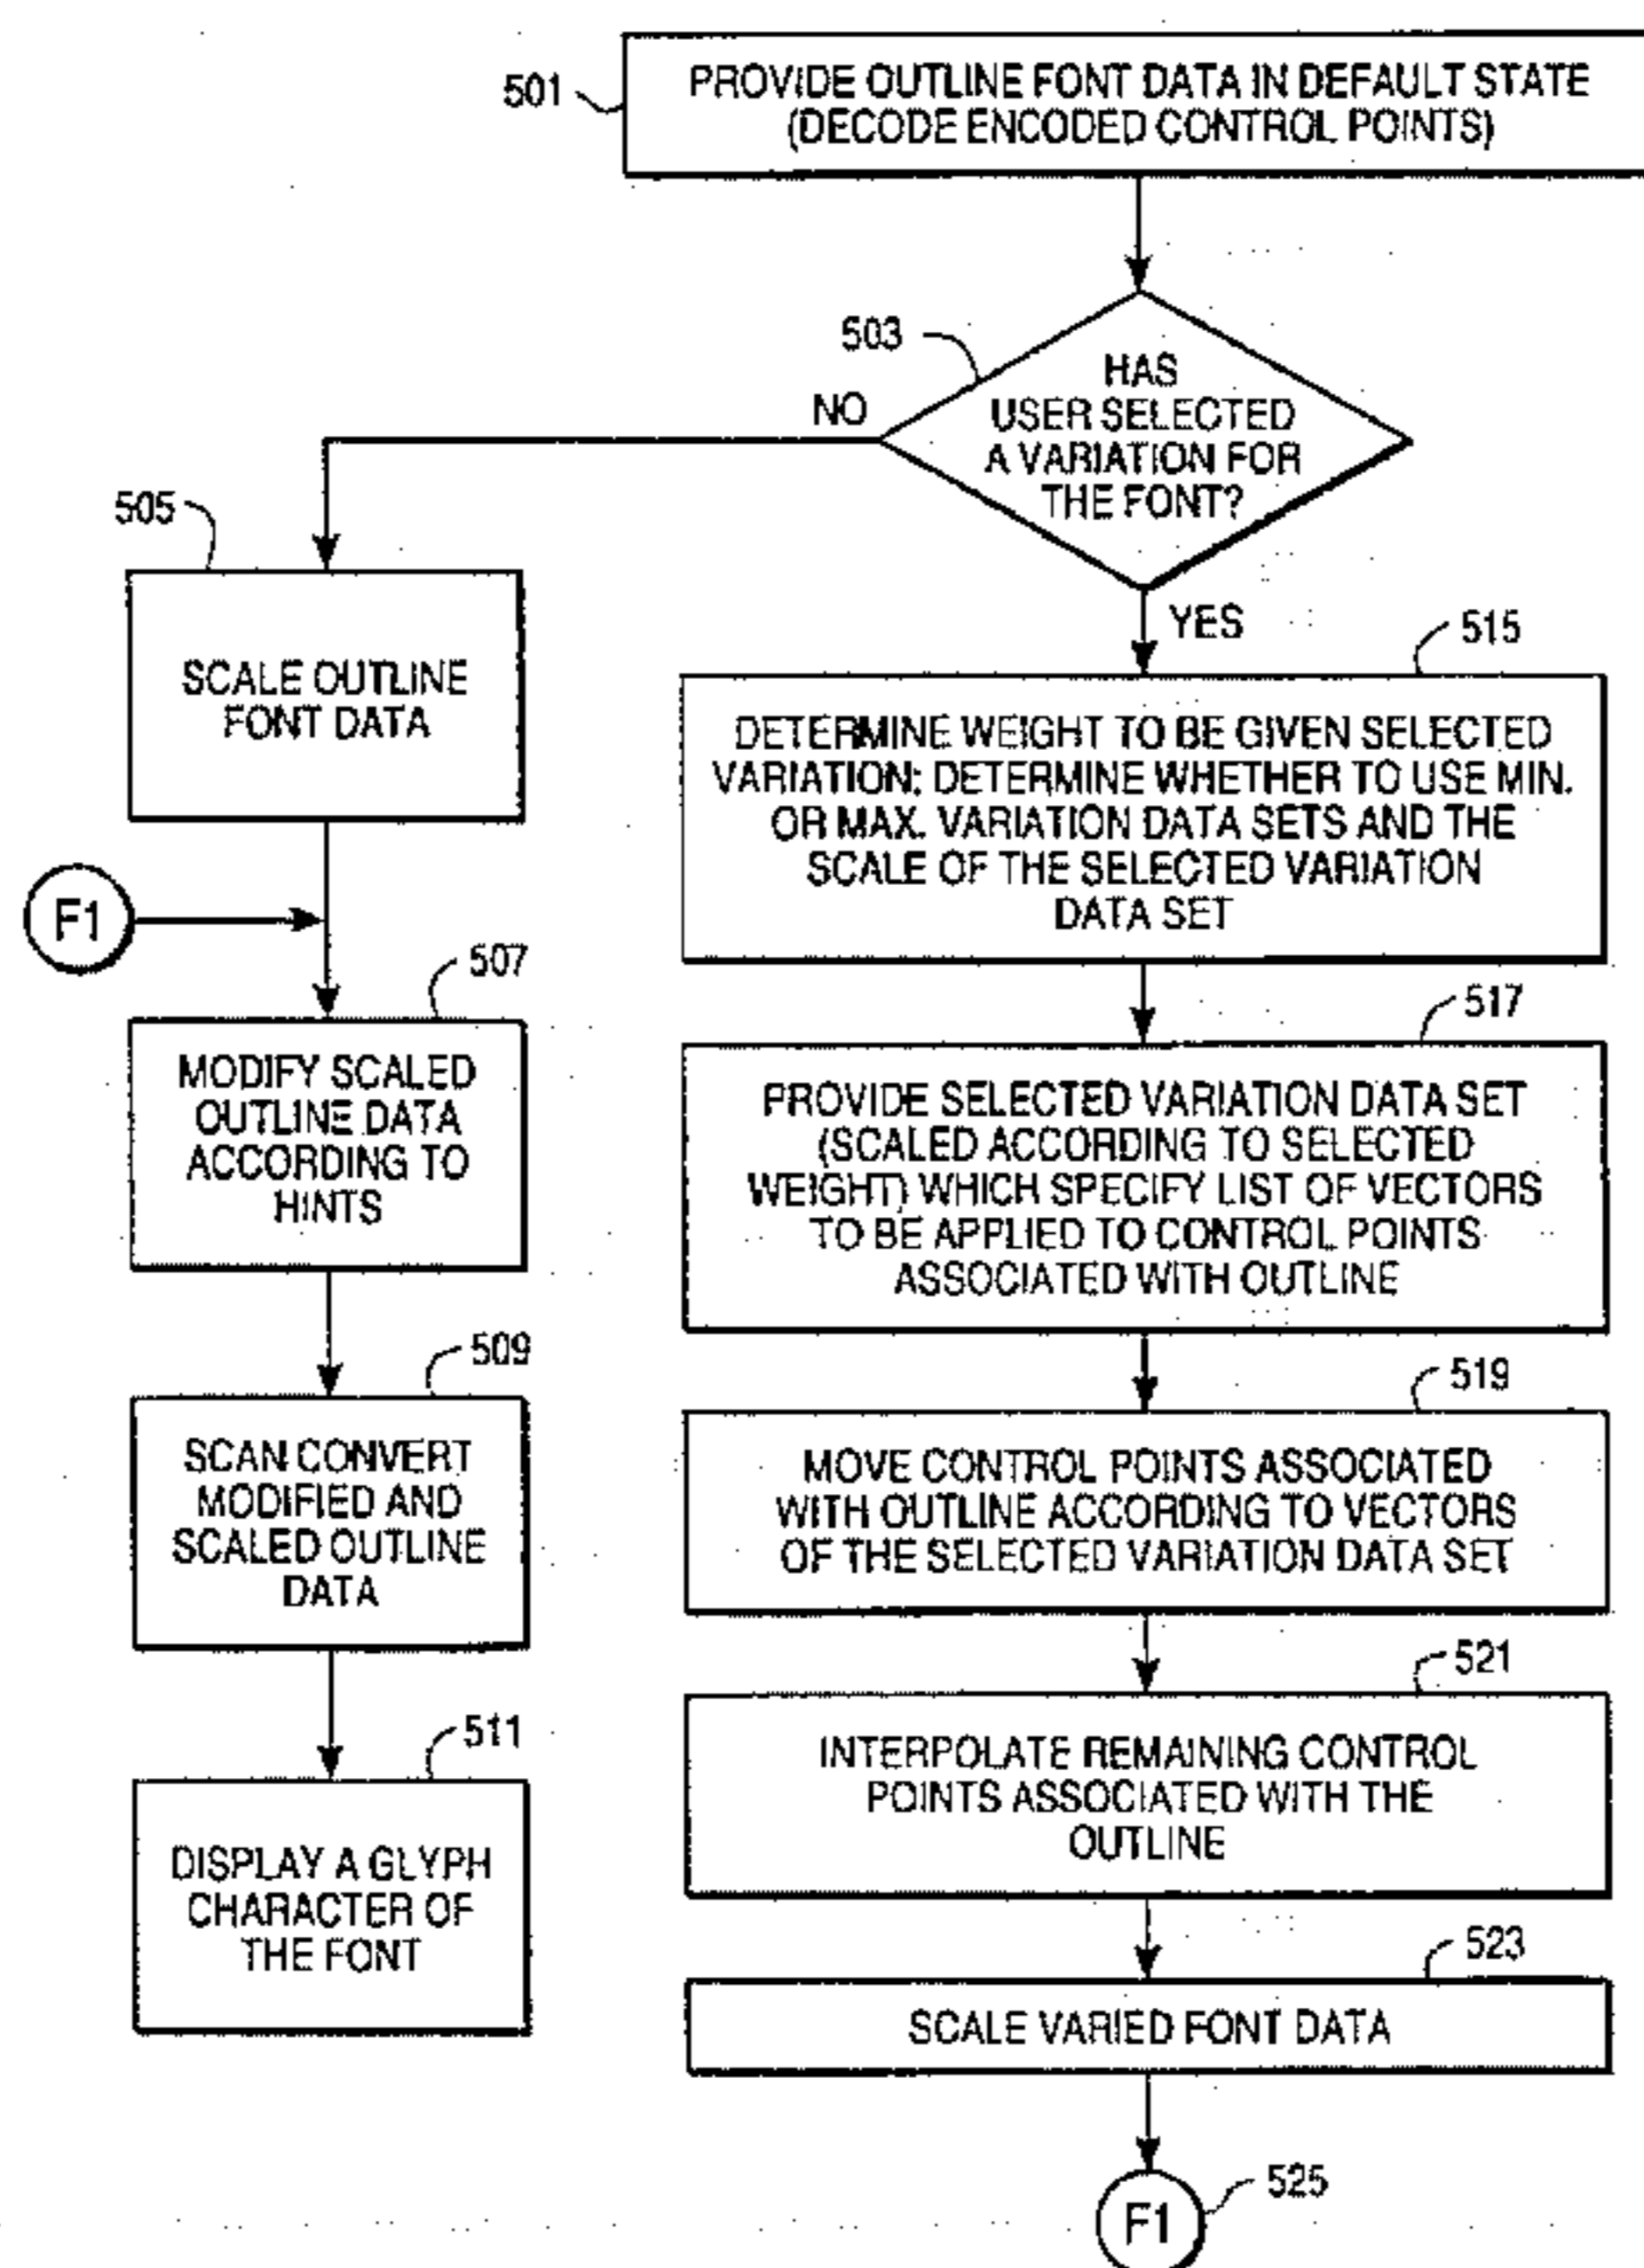 501
PROVIDE OUTLINE FONT DATA IN DEFAULT STATE
(DECODE ENCODED CONTROL POINTS)
503
HAS
USER SELECTED
A VARIATION FOR
THE FONT?
NO
YES
505
SCALE OUTLINE
FONT DATA
F1
507
MODIFY SCALED
OUTLINE DATA
ACCORDING TO
HINTS
509
SCAN CONVERT
MODIFIED AND
SCALED OUTLINE
DATA
511
DISPLAY A GLYPH
CHARACTER OF
THE FONT
515
DETERMINE WEIGHT TO BE GIVEN SELECTED
VARIATION; DETERMINE WHETHER TO USE MIN.
OR MAX. VARIATION DATA SETS AND THE
SCALE OF THE SELECTED VARIATION
DATA SET
517
PROVIDE SELECTED VARIATION DATA SET
(SCALED ACCORDING TO SELECTED
WEIGHT) WHICH SPECIFY LIST OF VECTORS
TO BE APPLIED TO CONTROL POINTS
ASSOCIATED WITH OUTLINE
519
MOVE CONTROL POINTS ASSOCIATED
WITH OUTLINE ACCORDING TO VECTORS
OF THE SELECTED VARIATION DATA SET
521
INTERPOLATE REMAINING CONTROL
POINTS ASSOCIATED WITH THE
OUTLINE
523
SCALE VARIED FONT DATA
525
F1